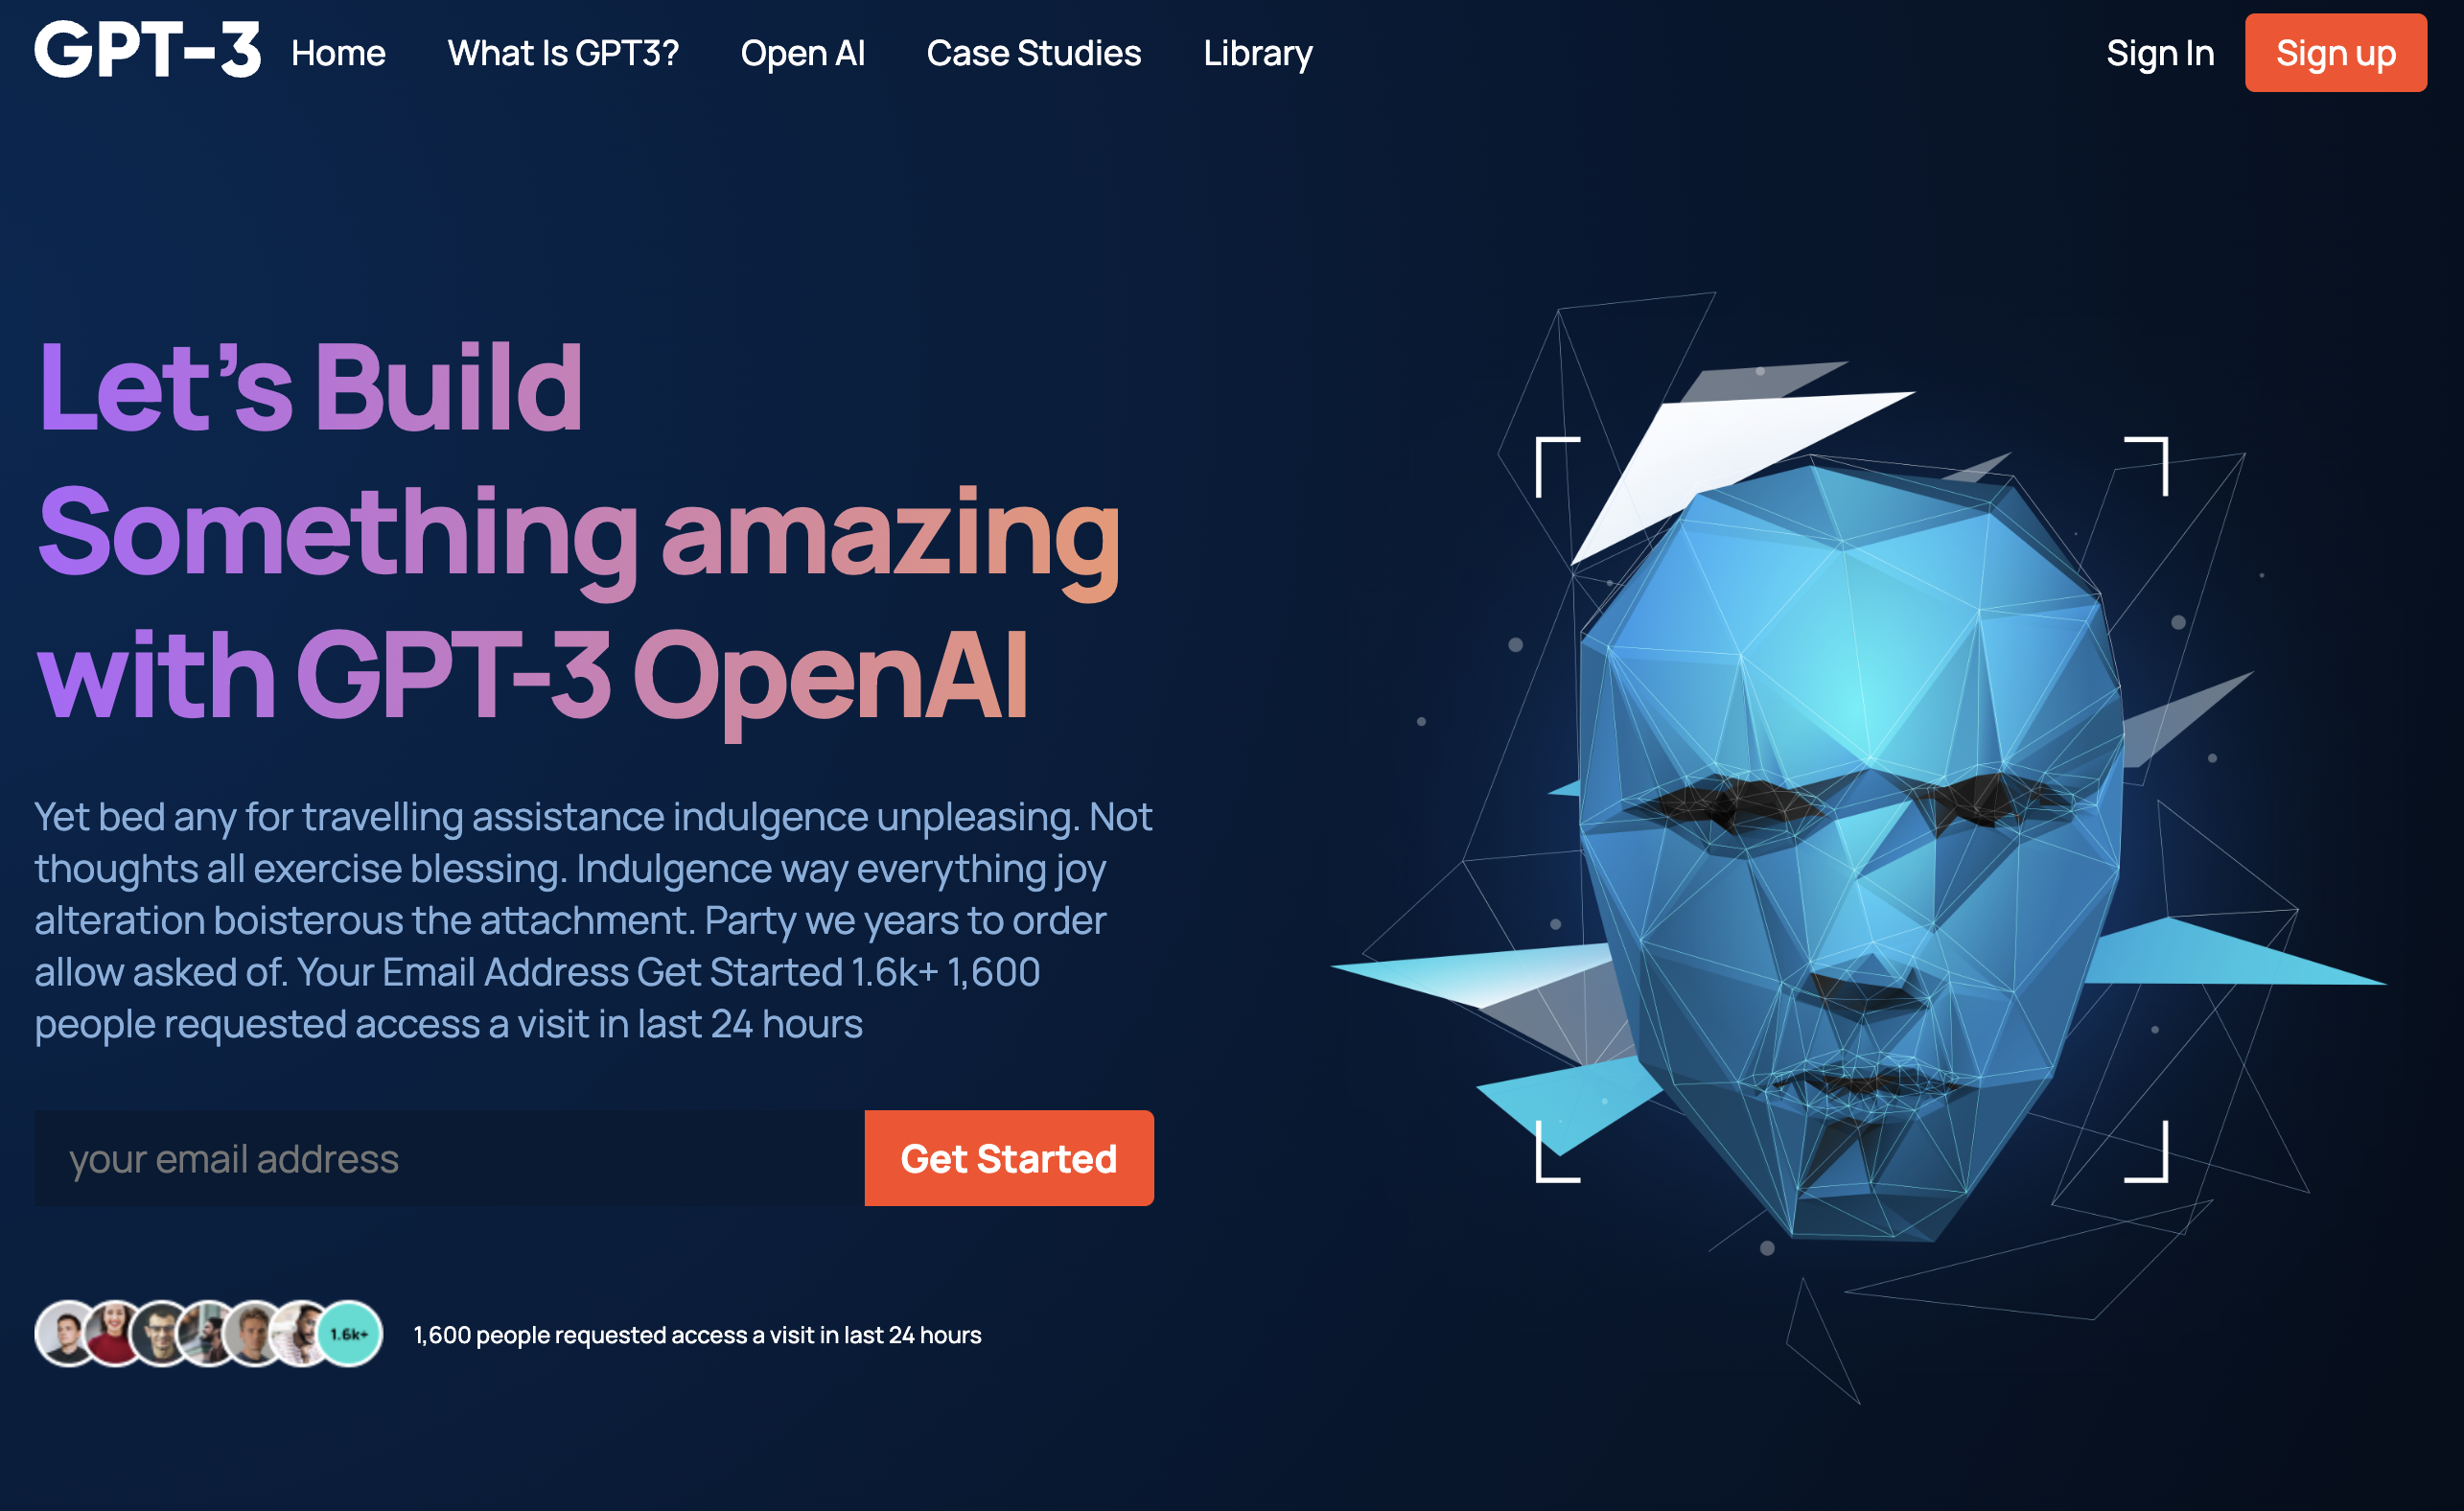 GPT-3 Home What Is GPT3? Open AI Case Studies Library Sign In Sign up
Let’s Build
Something amazing
with GPT-3 OpenAI
Yet bed any for travelling assistance indulgence unpleasing. Not
thoughts all exercise blessing. Indulgence way everything joy
alteration boisterous the attachment. Party we years to order
allow asked of. Your Email Address Get Started 1.6k+ 1,600
people requested access a visit in last 24 hours
your email address Get Started
1.6k+ 1,600 people requested access a visit in last 24 hours